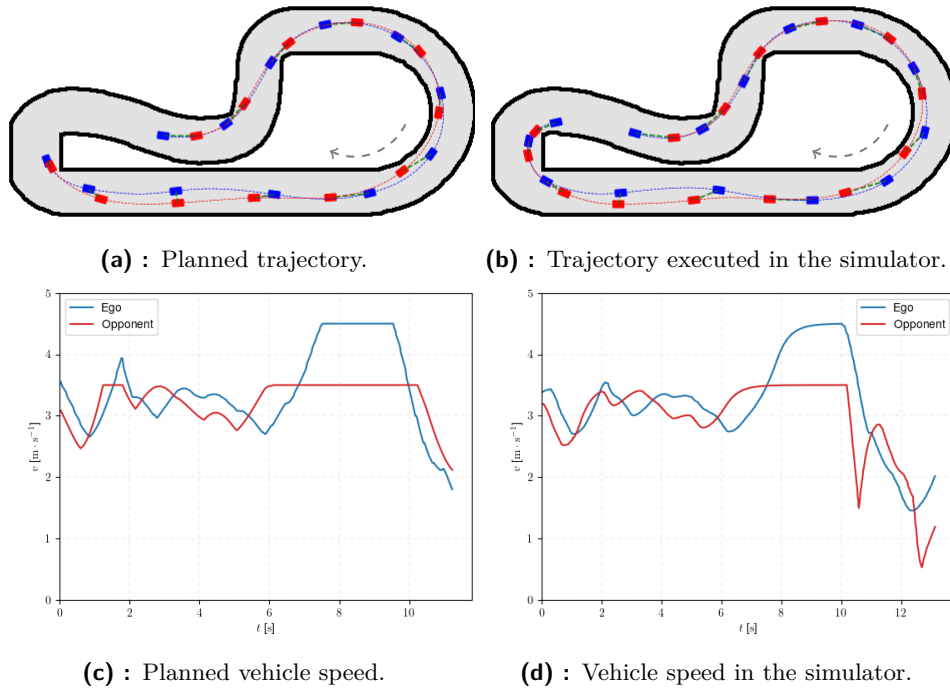 (a) : Planned trajectory.
(b) : Trajectory executed in the simulator.
5
4
3
2
1
0
v [m · s⁻¹]
Ego
Opponent
0 2 4 6 8 10
t [s]
(c) : Planned vehicle speed.
5
4
3
2
1
0
v [m · s⁻¹]
Ego
Opponent
0 2 4 6 8 10 12
t [s]
(d) : Vehicle speed in the simulator.